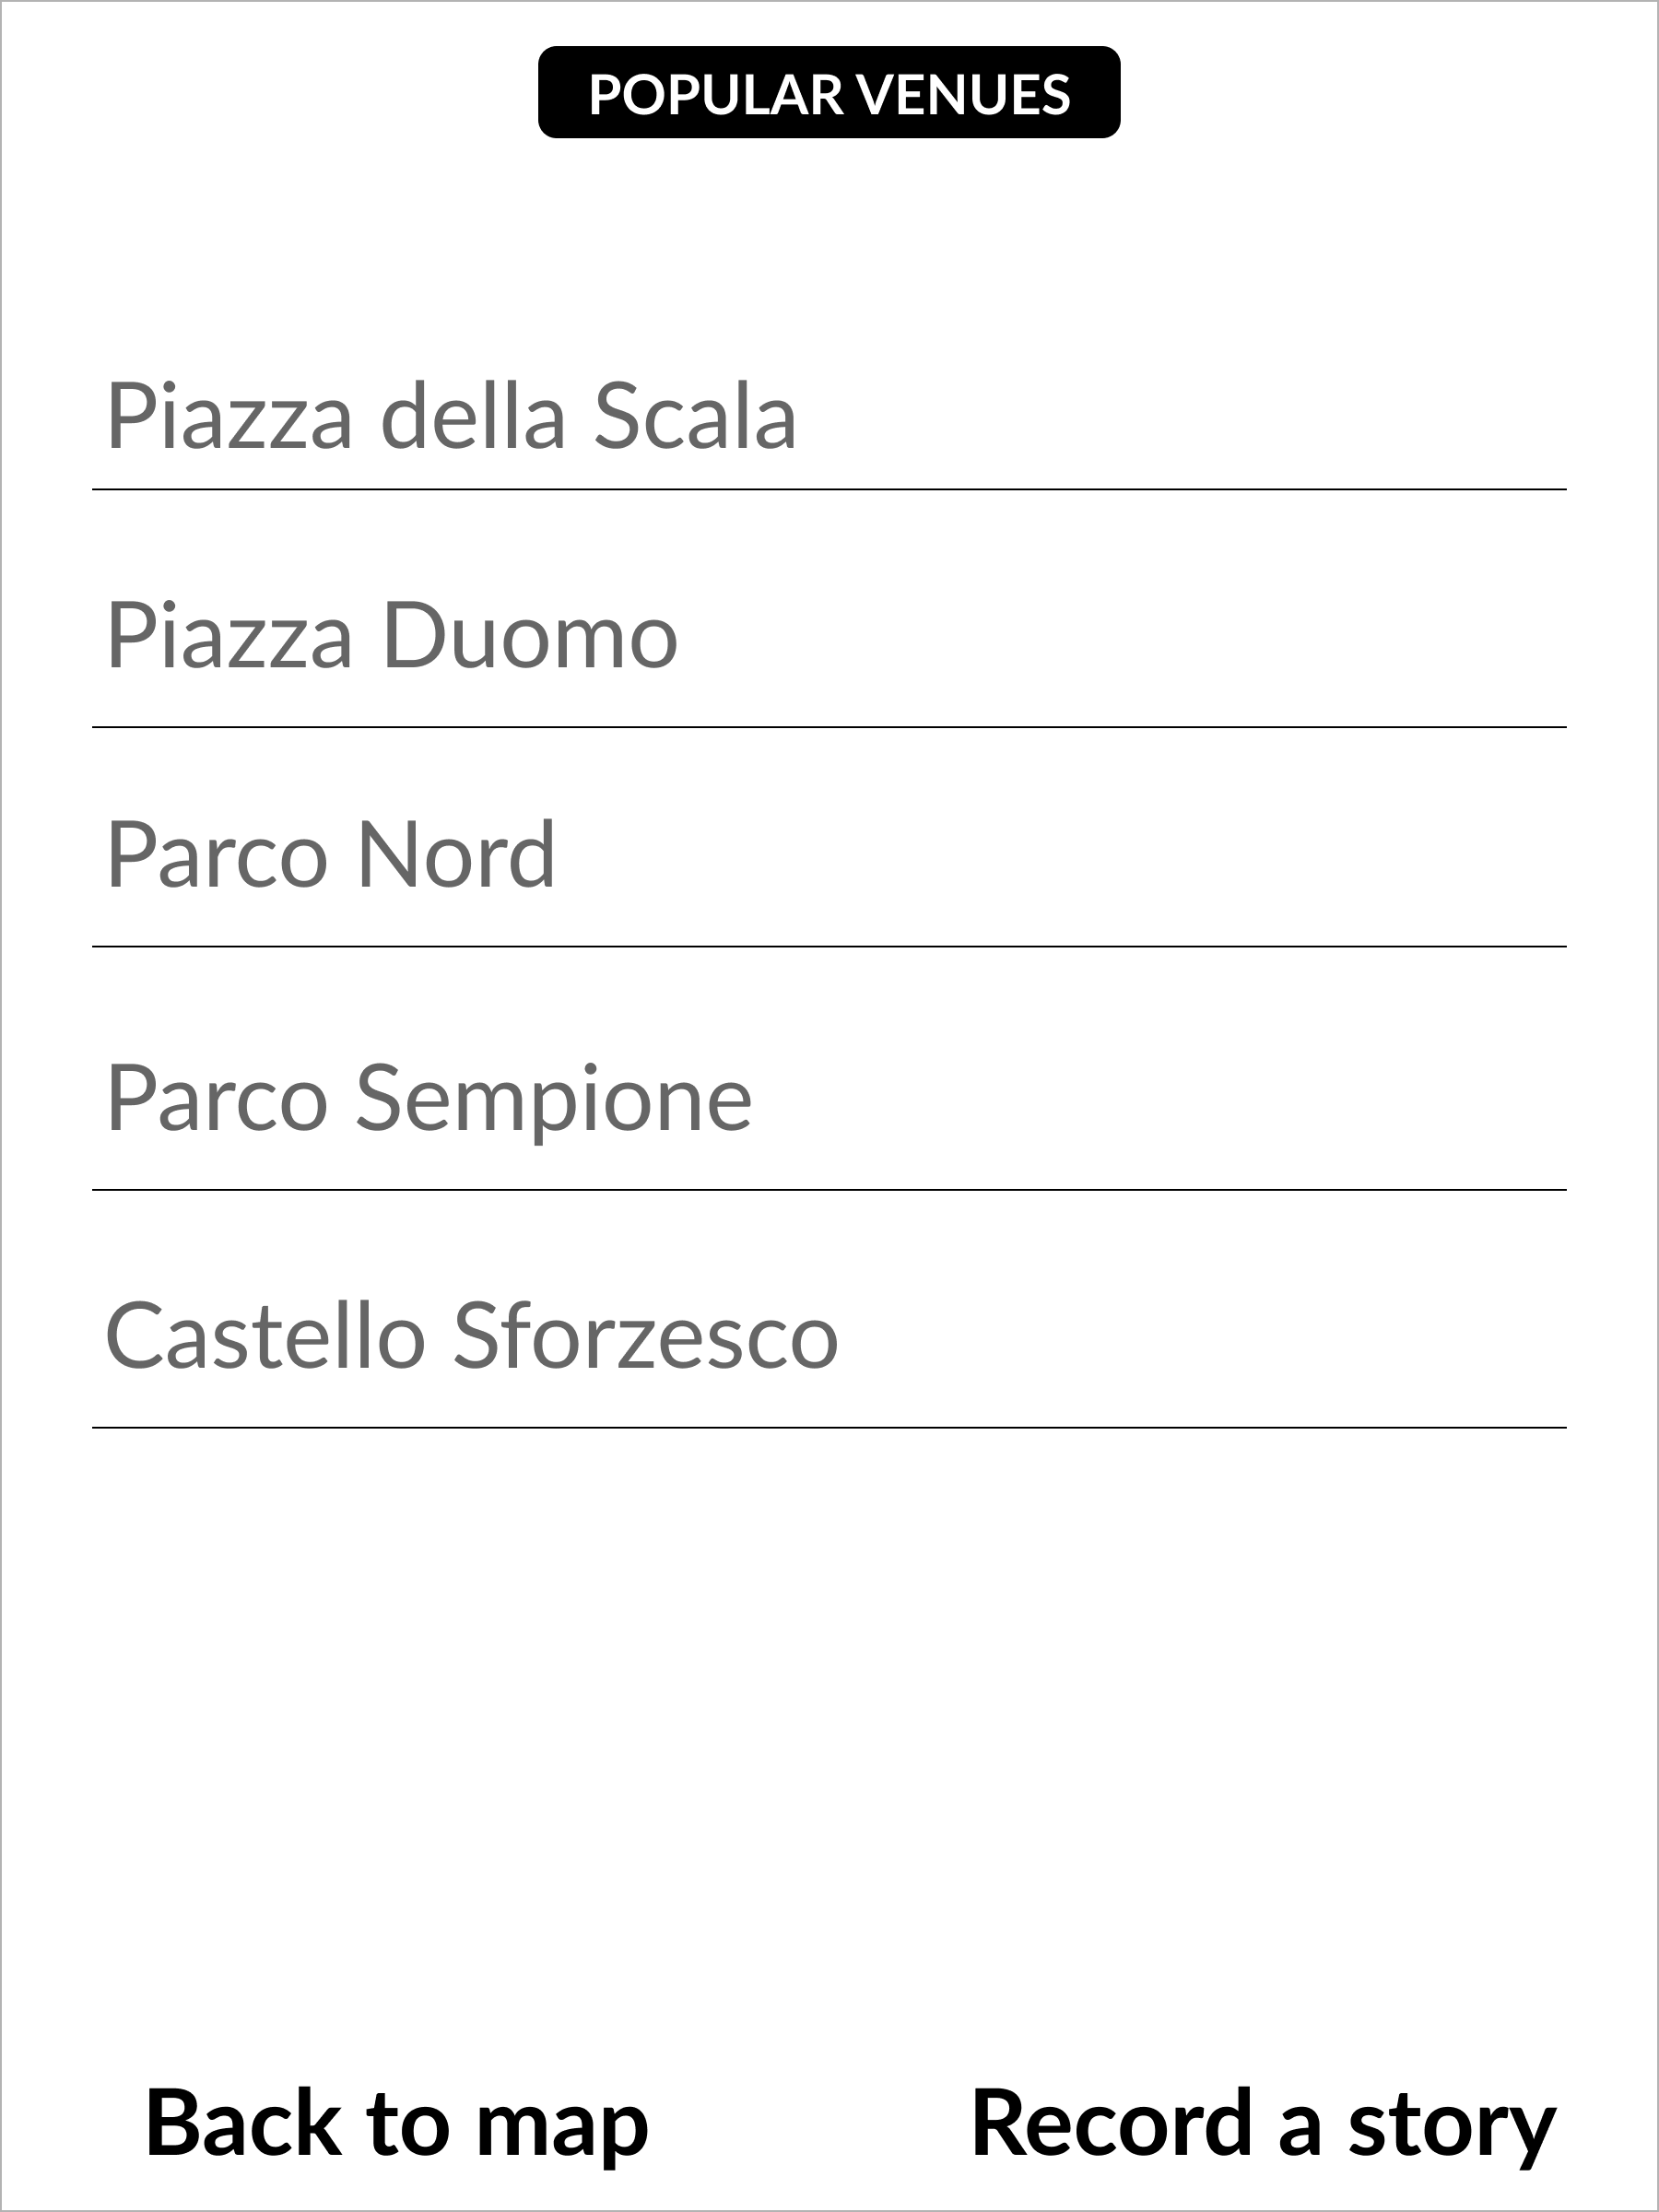 POPULAR VENUES
Piazza della Scala
Piazza Duomo
Parco Nord
Parco Sempione
Castello Sforzesco
Back to map
Record a story